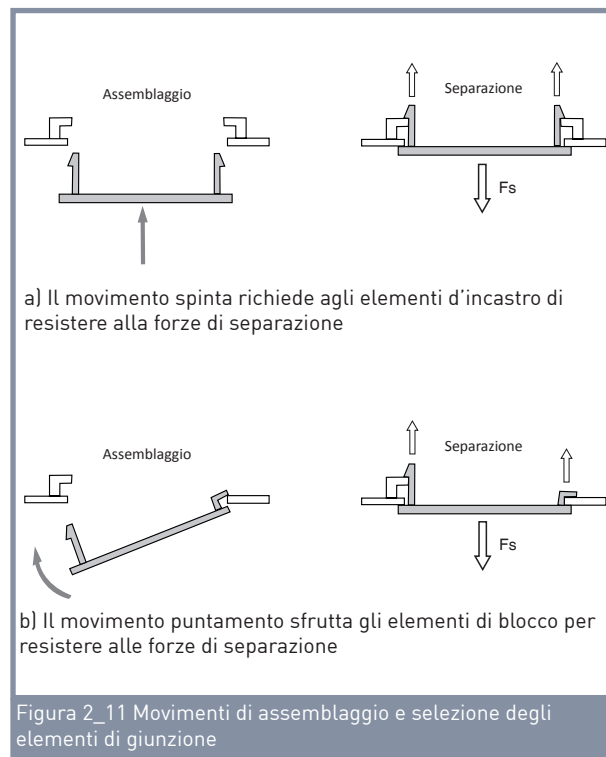 Assemblaggio
Separazione
Fs
a) Il movimento spinta richiede agli elementi d'incastro di
resistere alla forze di separazione
Assemblaggio
Separazione
Fs
b) Il movimento puntamento sfrutta gli elementi di blocco per
resistere alle forze di separazione
Figura 2_11 Movimenti di assemblaggio e selezione degli
elementi di giunzione